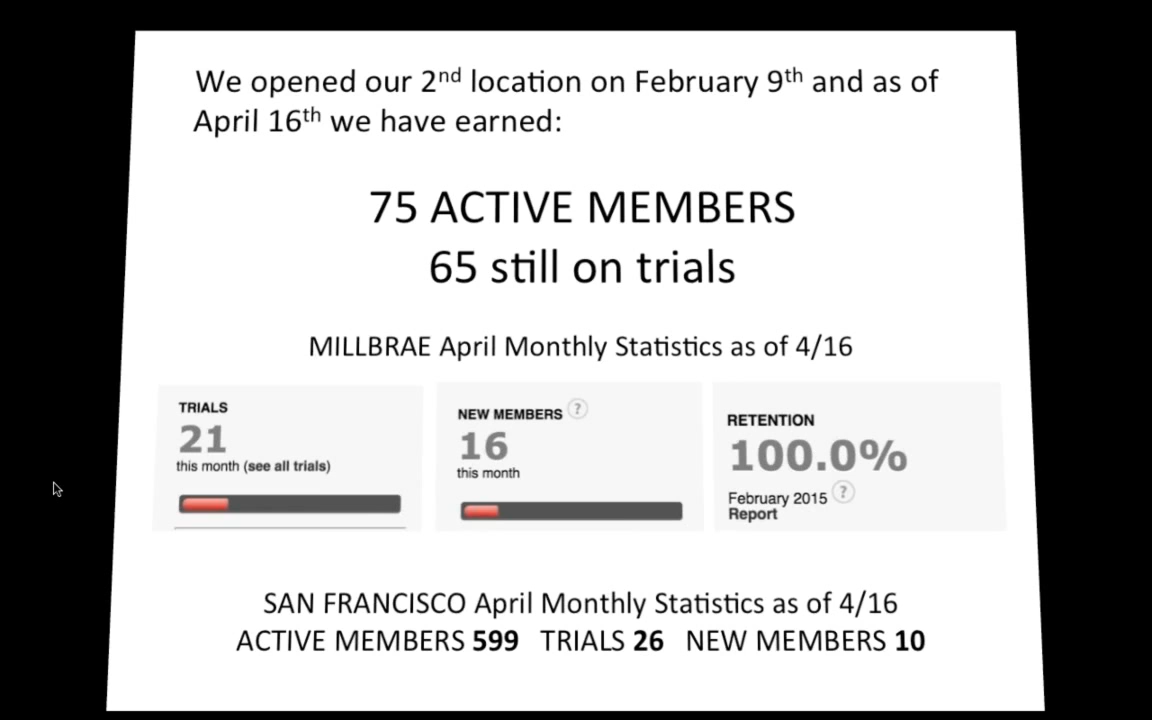 We opened our 2nd location on February 9th and as of
April 16th we have earned:
75 ACTIVE MEMBERS
65 still on trials
MILLBRAE April Monthly Statistics as of 4/16
TRIALS
21
this month (see all trials)
NEW MEMBERS ?
16
this month
RETENTION
100.0%
February 2015 ?
Report
SAN FRANCISCO April Monthly Statistics as of 4/16
ACTIVE MEMBERS 599 TRIALS 26 NEW MEMBERS 10